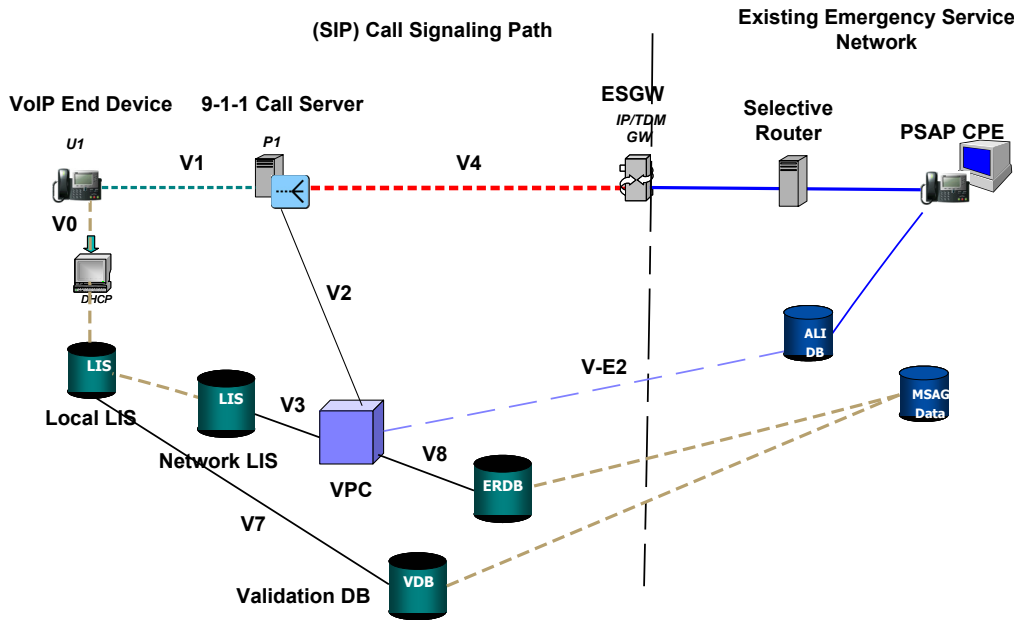 (SIP) Call Signaling Path
Existing Emergency Service
Network
VoIP End Device
9-1-1 Call Server
ESGW
IP/TDM
GW
Selective
Router
PSAP CPE
U1
P1
V1
V4
V0
DHCP
V2
ALI
DB
V-E2
LIS
Local LIS
LIS
V3
MSAG
Data
Network LIS
VPC
V8
ERDB
V7
VDB
Validation DB